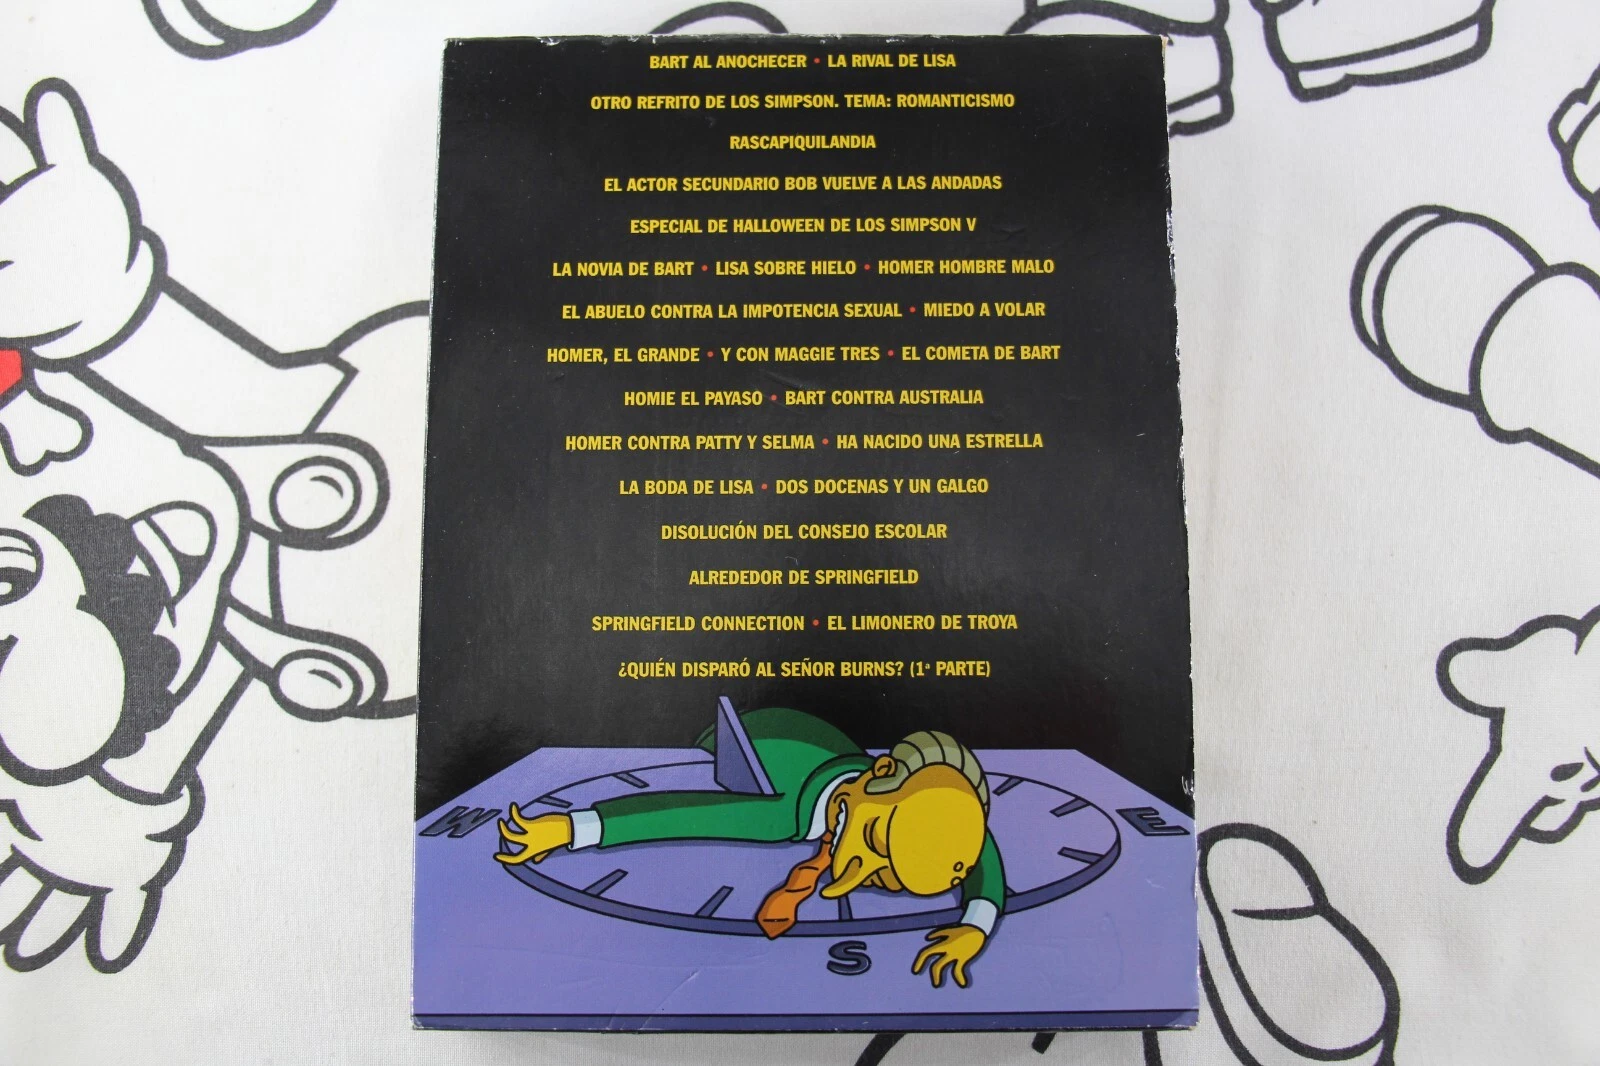 BART AL ANOCHECER • LA RIVAL DE LISA
OTRO REFRITO DE LOS SIMPSON. TEMA: ROMANTICISMO
RASCAPIQUILANDIA
EL ACTOR SECUNDARIO BOB VUELVE A LAS ANDADAS
ESPECIAL DE HALLOWEEN DE LOS SIMPSON V
LA NOVIA DE BART • LISA SOBRE HIELO • HOMER HOMBRE MALO
EL ABUELO CONTRA LA IMPOTENCIA SEXUAL • MIEDO A VOLAR
HOMER, EL GRANDE • Y CON MAGGIE TRES • EL COMETA DE BART
HOMIE EL PAYASO • BART CONTRA AUSTRALIA
HOMER CONTRA PATTY Y SELMA • HA NACIDO UNA ESTRELLA
LA BODA DE LISA • DOS DOCENAS Y UN GALGO
DISOLUCIÓN DEL CONSEJO ESCOLAR
ALREDEDOR DE SPRINGFIELD
SPRINGFIELD CONNECTION • EL LIMONERO DE TROYA
¿QUIÉN DISPARÓ AL SEÑOR BURNS? (1ª PARTE)
W E
S